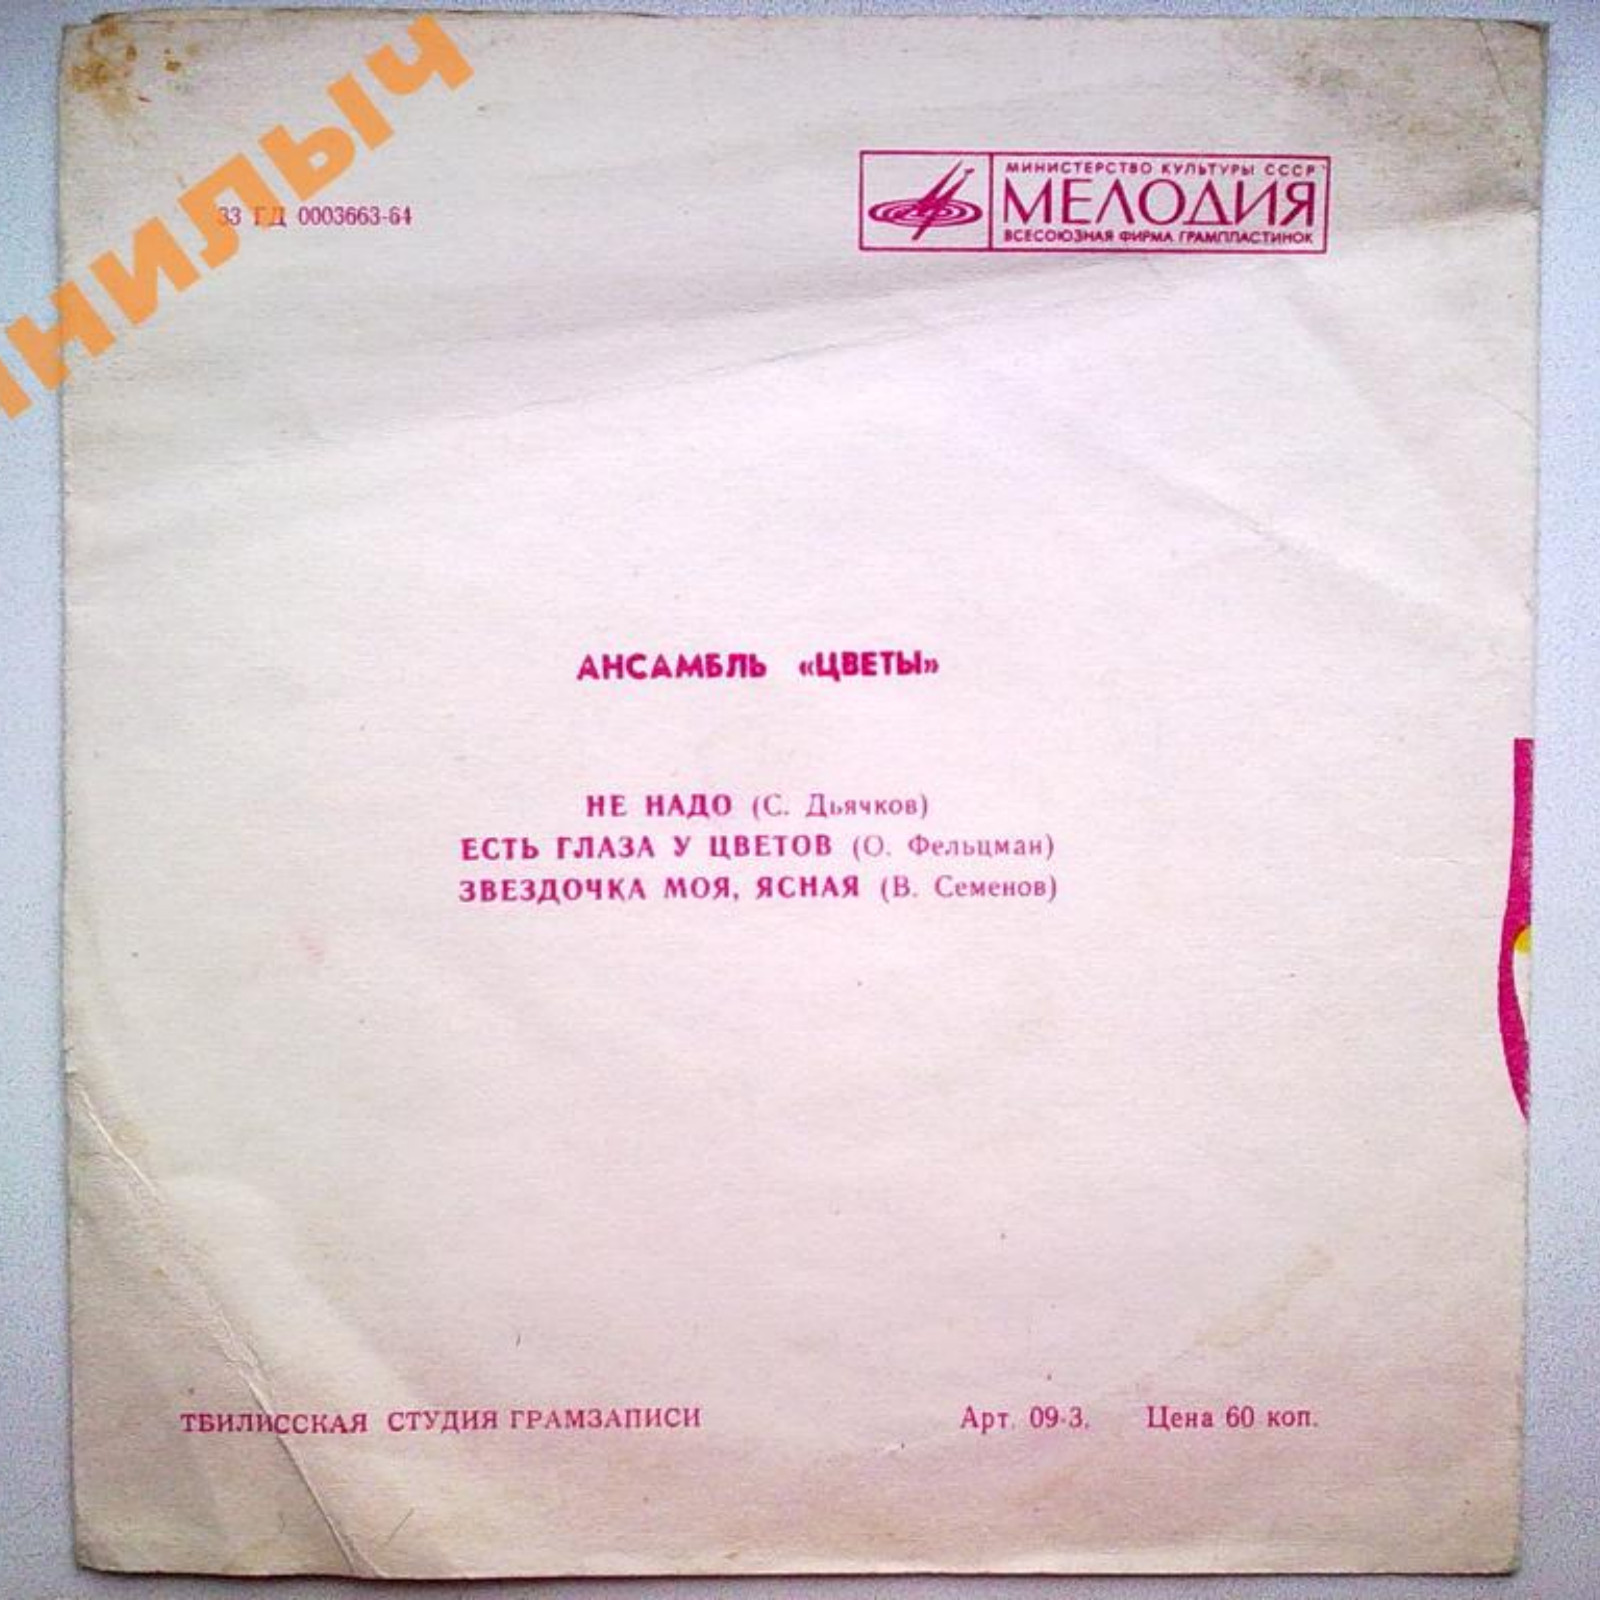 нилыч
33 ГД 0003663-64
МИНИСТЕРСТВО КУЛЬТУРЫ СССР
МЕЛОДИЯ
ВСЕСОЮЗНАЯ ФИРМА ГРАМПЛАСТИНОК
АНСАМБЛЬ «ЦВЕТЫ»
НЕ НАДО (С. Дьячков)
ЕСТЬ ГЛАЗА У ЦВЕТОВ (О. Фельцман)
ЗВЕЗДОЧКА МОЯ, ЯСНАЯ (В. Семенов)
ТБИЛИССКАЯ СТУДИЯ ГРАМЗАПИСИ
Арт. 09-3. Цена 60 коп.